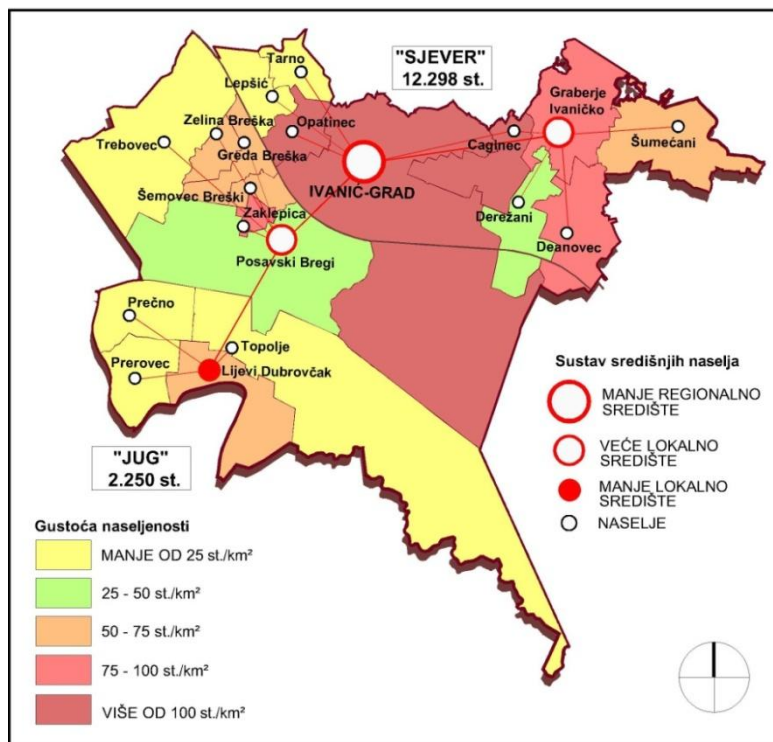 "SJEVER"
12.298 st.
Tarno
Lepšić
Graberje
Ivaničko
Zelina Breška
Opatinec
Trebovec
Greda Breška
Caginec
Šumećani
IVANIĆ-GRAD
Šemovec Breški
Zaklepica
Derežani
Deanovec
Posavski Bregi
Prečno
Topolje
Prerovec
Lijevi Dubrovčak
"JUG"
2.250 st.
Sustav središnjih naselja
MANJE REGIONALNO
SREDIŠTE
VEĆE LOKALNO
SREDIŠTE
MANJE LOKALNO
SREDIŠTE
NASELJE
Gustoća naseljenosti
MANJE OD 25 st./km²
25 - 50 st./km²
50 - 75 st./km²
75 - 100 st./km²
VIŠE OD 100 st./km²